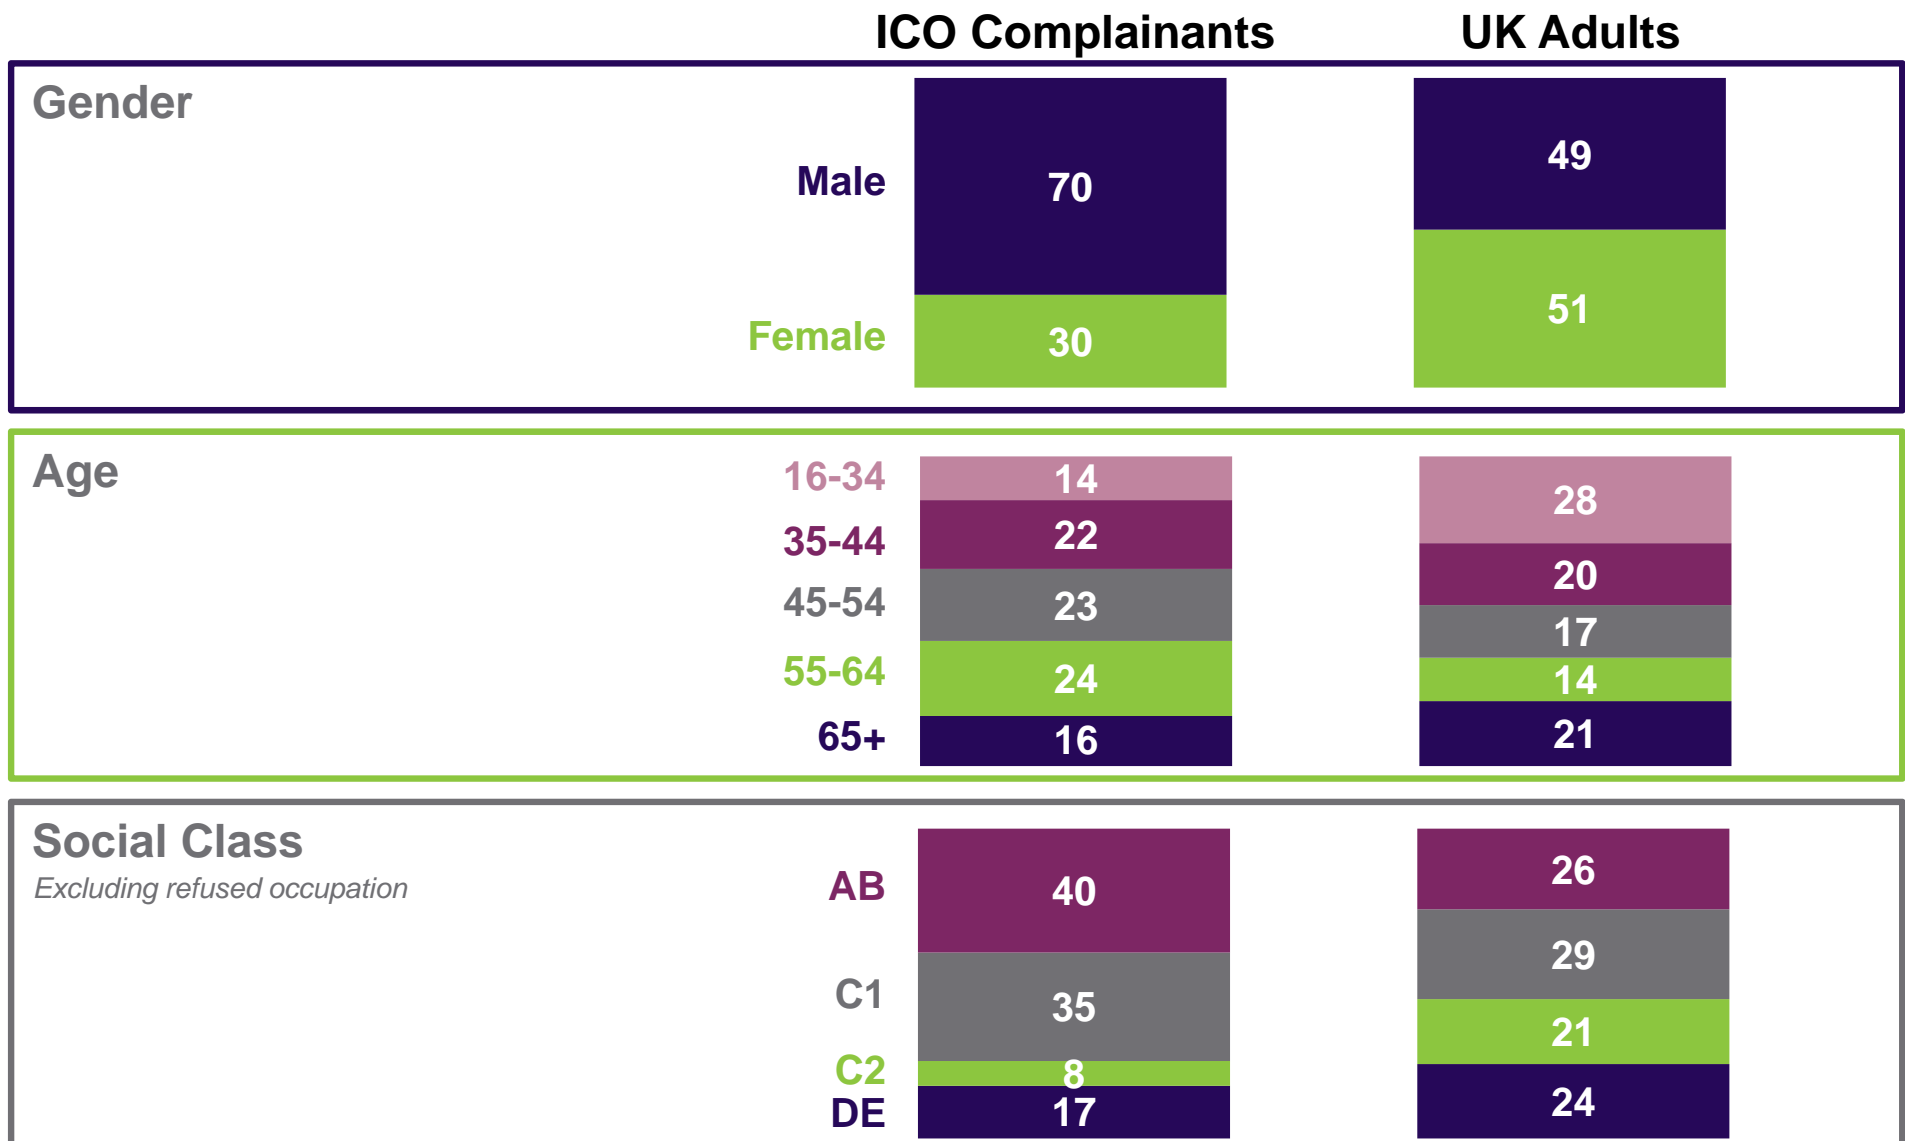 ICO Complainants UK Adults
Gender
Male 70 49
Female 30 51
Age
16-34 14 28
35-44 22 20
45-54 23 17
55-64 24 14
65+ 16 21
Social Class
Excluding refused occupation
AB 40 26
C1 35 29
C2 8 21
DE 17 24